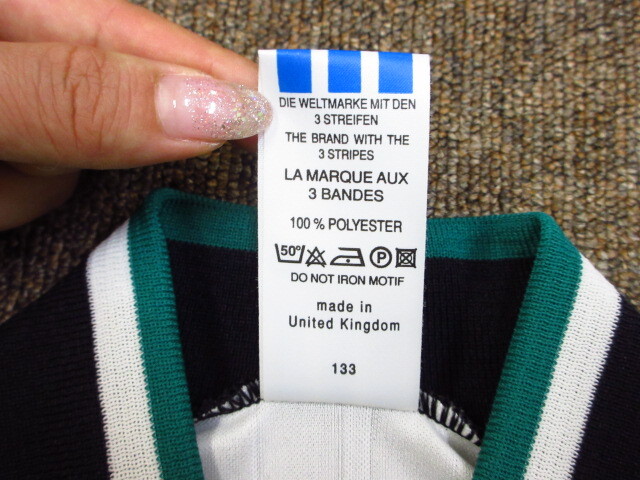 DIE WELTMARKE MIT DEN
3 STREIFEN
THE BRAND WITH THE
3 STRIPES
LA MARQUE AUX
3 BANDES
100 % POLYESTER
50° P
DO NOT IRON MOTIF
made in
United Kingdom
133